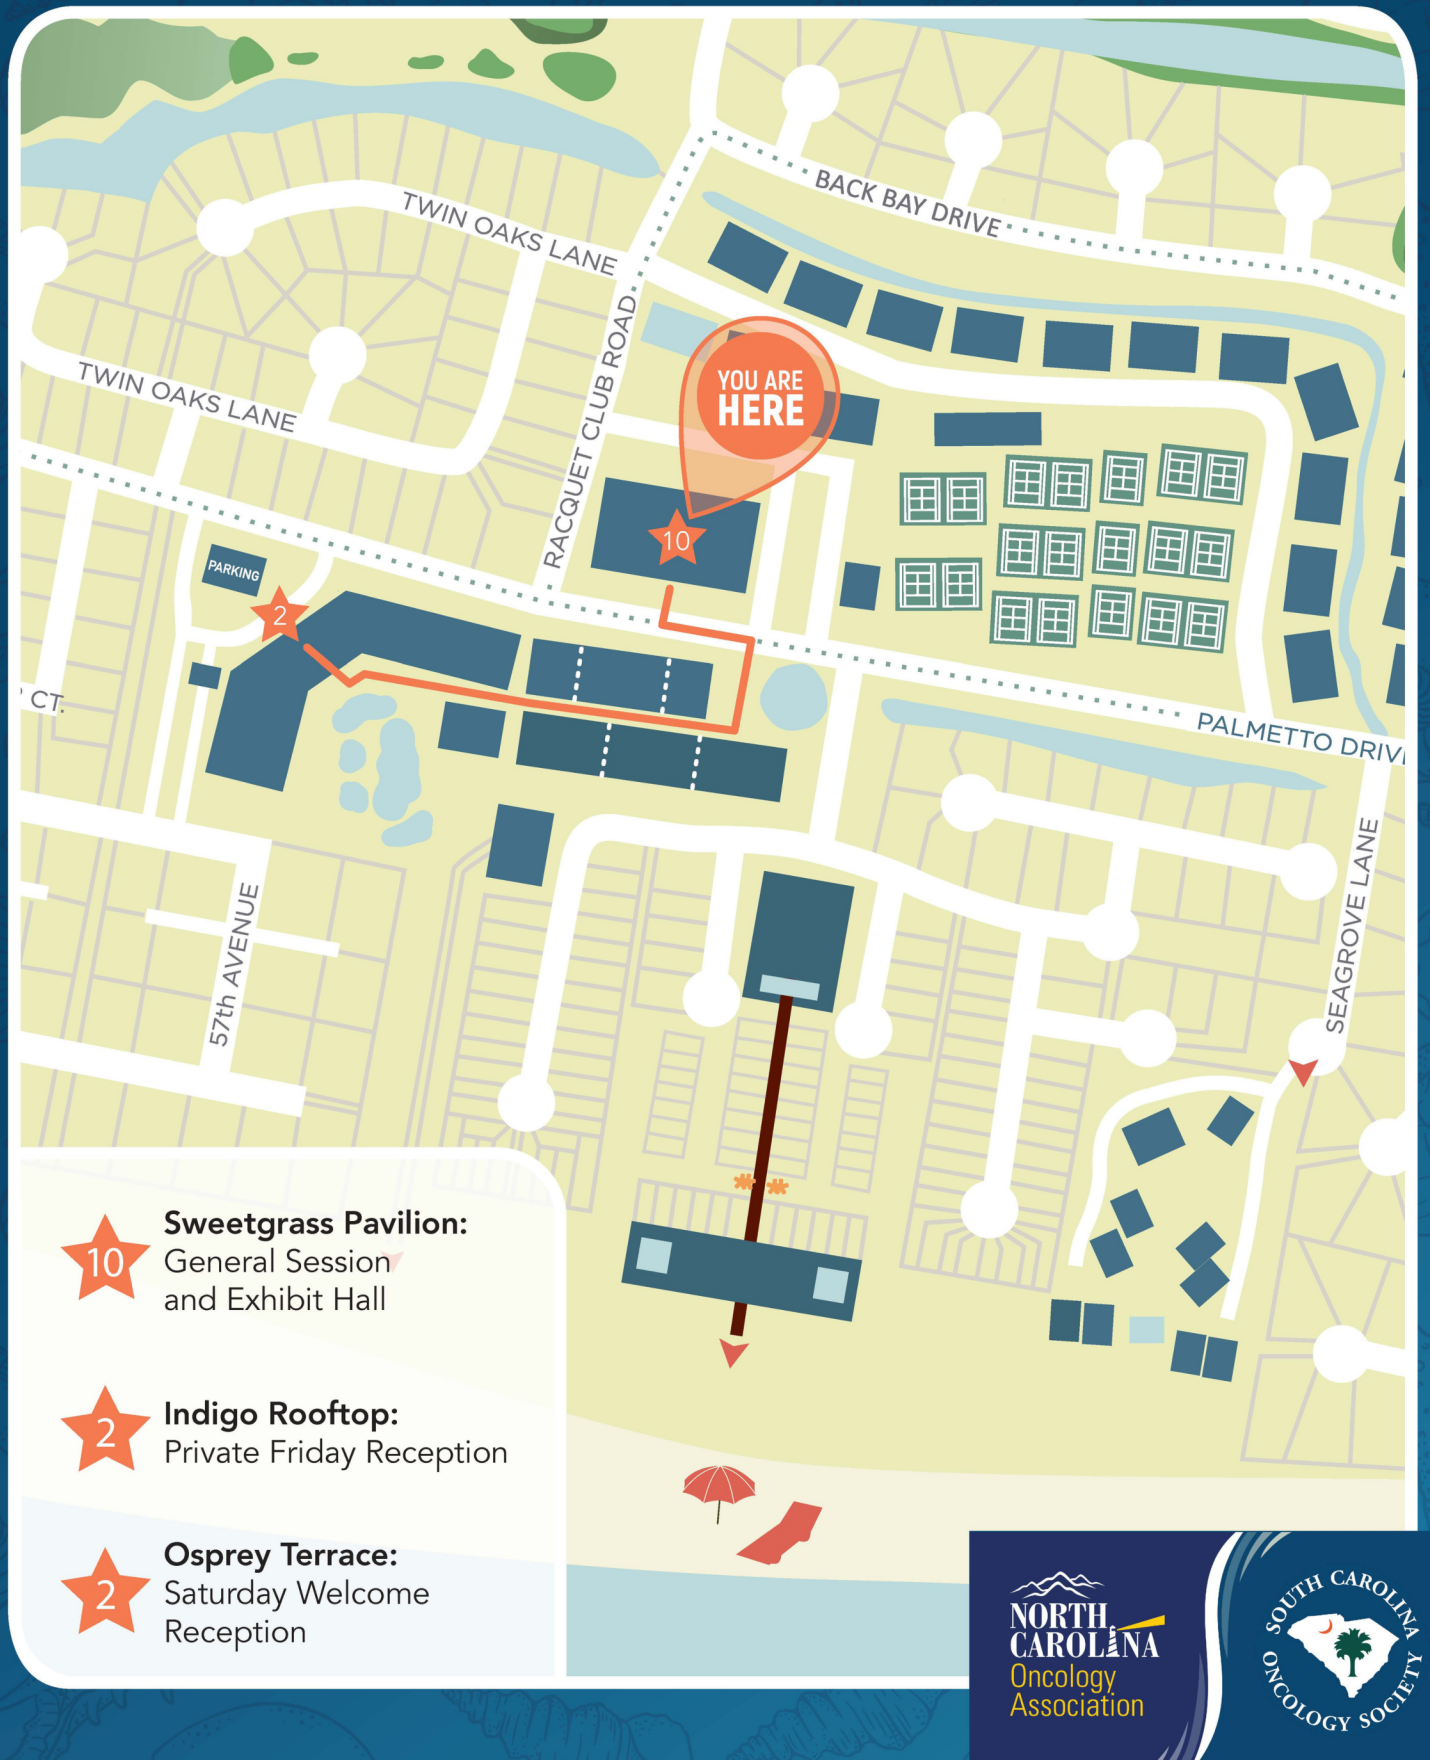 BACK BAY DRIVE
TWIN OAKS LANE
RACQUET CLUB ROAD
YOU ARE
HERE
TWIN OAKS LANE
10
PARKING
2
CT.
PALMETTO DRIV
SEAGROVE LANE
57th AVENUE
10
Sweetgrass Pavilion:
General Session
and Exhibit Hall
2
Indigo Rooftop:
Private Friday Reception
2
Osprey Terrace:
Saturday Welcome
Reception
NORTH
CAROLINA
Oncology
Association
SOUTH CAROLINA
ONCOLOGY SOCIETY